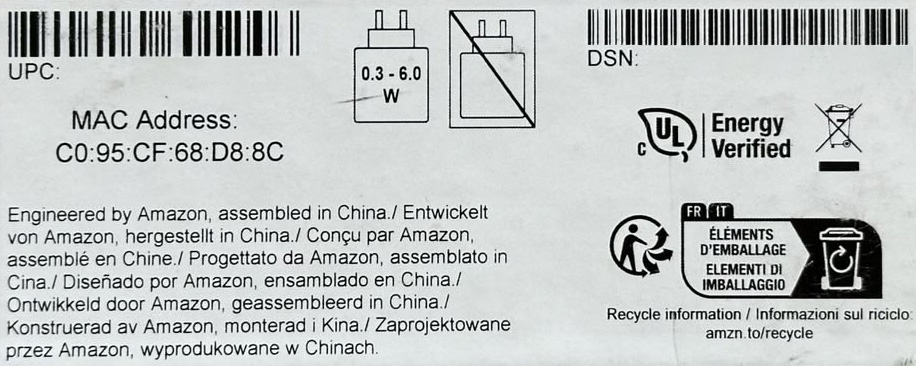 UPC:
MAC Address:
C0:95:CF:68:D8:8C
0.3 - 6.0
W
DSN:
c UL Energy
Verified
Engineered by Amazon, assembled in China./ Entwickelt
von Amazon, hergestellt in China./ Conçu par Amazon,
assemblé en Chine./ Progettato da Amazon, assemblato in
Cina./ Diseñado por Amazon, ensamblado en China./
Ontwikkeld door Amazon, geassembleerd in China./
Konstruerad av Amazon, monterad i Kina./ Zaprojektowane
przez Amazon, wyprodukowane w Chinach.
FR IT
ÉLÉMENTS
D'EMBALLAGE
ELEMENTI DI
IMBALLAGGIO
Recycle information / Informazioni sul riciclo:
amzn.to/recycle